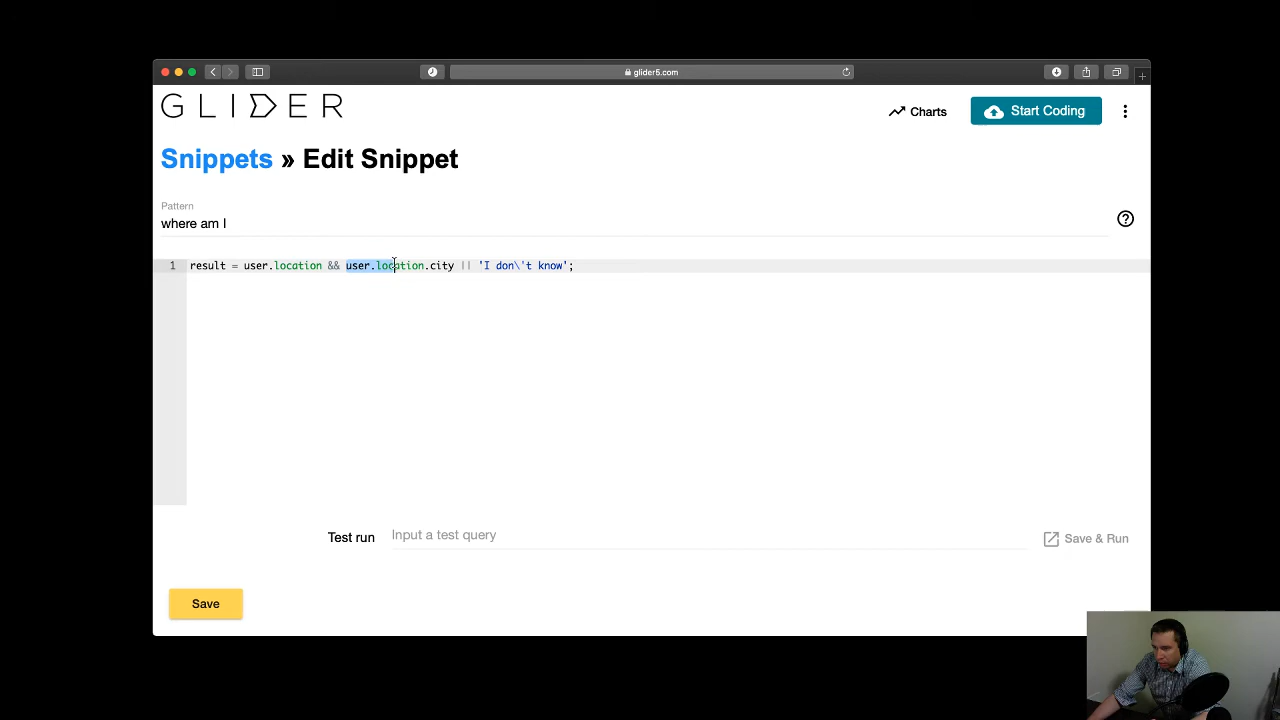 glider5.com
GLIDER
Charts
Start Coding
Snippets » Edit Snippet
Pattern
where am I
1 result = user.location && user.location.city || 'I don\'t know';
Test run
Input a test query
Save & Run
Save